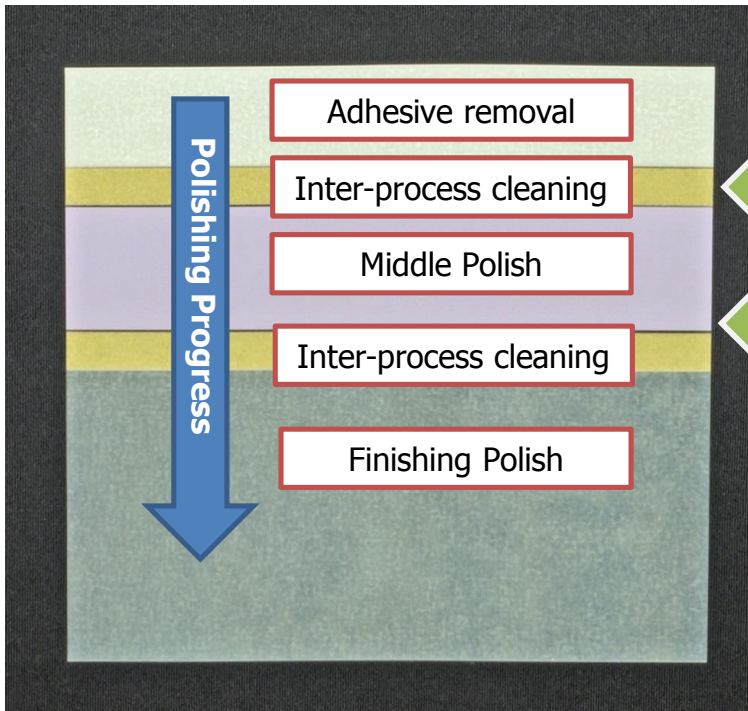 Adhesive removal
Inter-process cleaning
Middle Polish
Inter-process cleaning
Finishing Polish
Polishing Progress